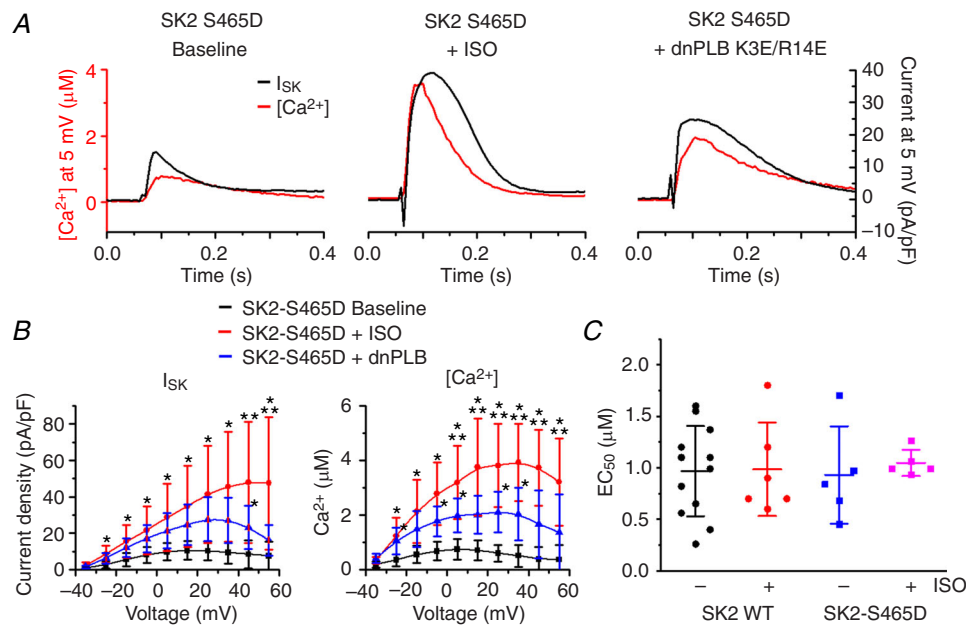 A
SK2 S465D
Baseline
SK2 S465D
+ ISO
SK2 S465D
+ dnPLB K3E/R14E
[Ca2+] at 5 mV (μM)
4
2
0
ISK
[Ca2+]
Current at 5 mV (pA/pF)
40
30
20
10
0
−10
0.0 0.2 0.4
0.0 0.2 0.4
0.0 0.2 0.4
Time (s)
Time (s)
Time (s)
B
SK2-S465D Baseline
SK2-S465D + ISO
SK2-S465D + dnPLB
ISK
Current density (pA/pF)
80
60
40
20
0
* * * * * * * ** * **
*
−40 −20 0 20 40 60
Voltage (mV)
[Ca2+]
Ca2+ (μM)
6
4
2
0
* * * ** * ** * ** * ** * ** * **
* * * * * *
−40 −20 0 20 40 60
Voltage (mV)
C
EC50 (μM)
2.0
1.5
1.0
0.5
0.0
− + − + ISO
SK2 WT SK2-S465D